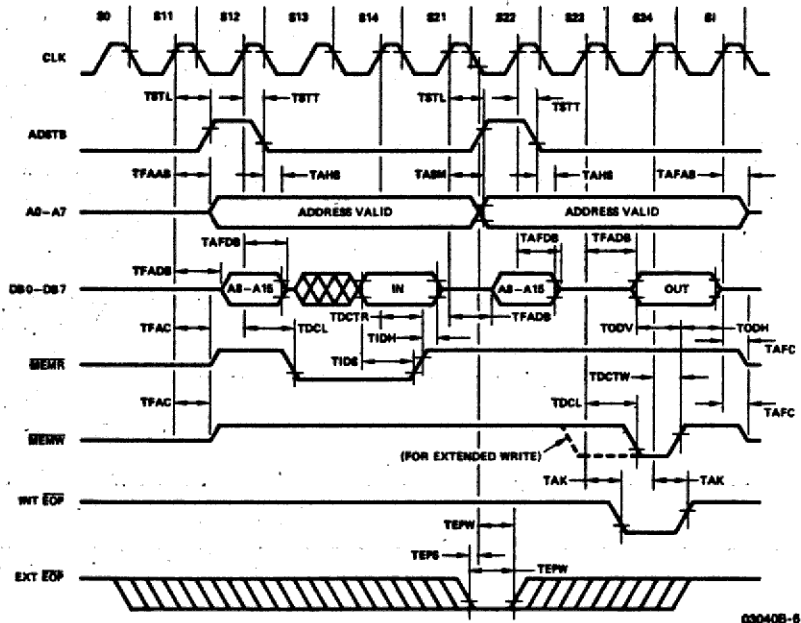 S0 S11 S12 S13 S14 S21 S22 S23 S24 SI
CLK
TSTL TSTT TSTL TSTT
ADSTB
TFAAB TAHS TASM TAHS TAFAB
A0–A7 ADDRESS VALID ADDRESS VALID
TAFDB TAFDB TFADB
TFADB
DB0–DB7 A8–A15 IN A8–A15 OUT
TDCTR TFADB TODV TODH
TFAC TDCL TIDH
TIDS TAFC
MEMR
TDCTW
TFAC TDCL TAFC
MEMW
(FOR EXTENDED WRITE)
TAK TAK
INT EOP
TEPW
TEPS TEPW
EXT EOP
03040B-6